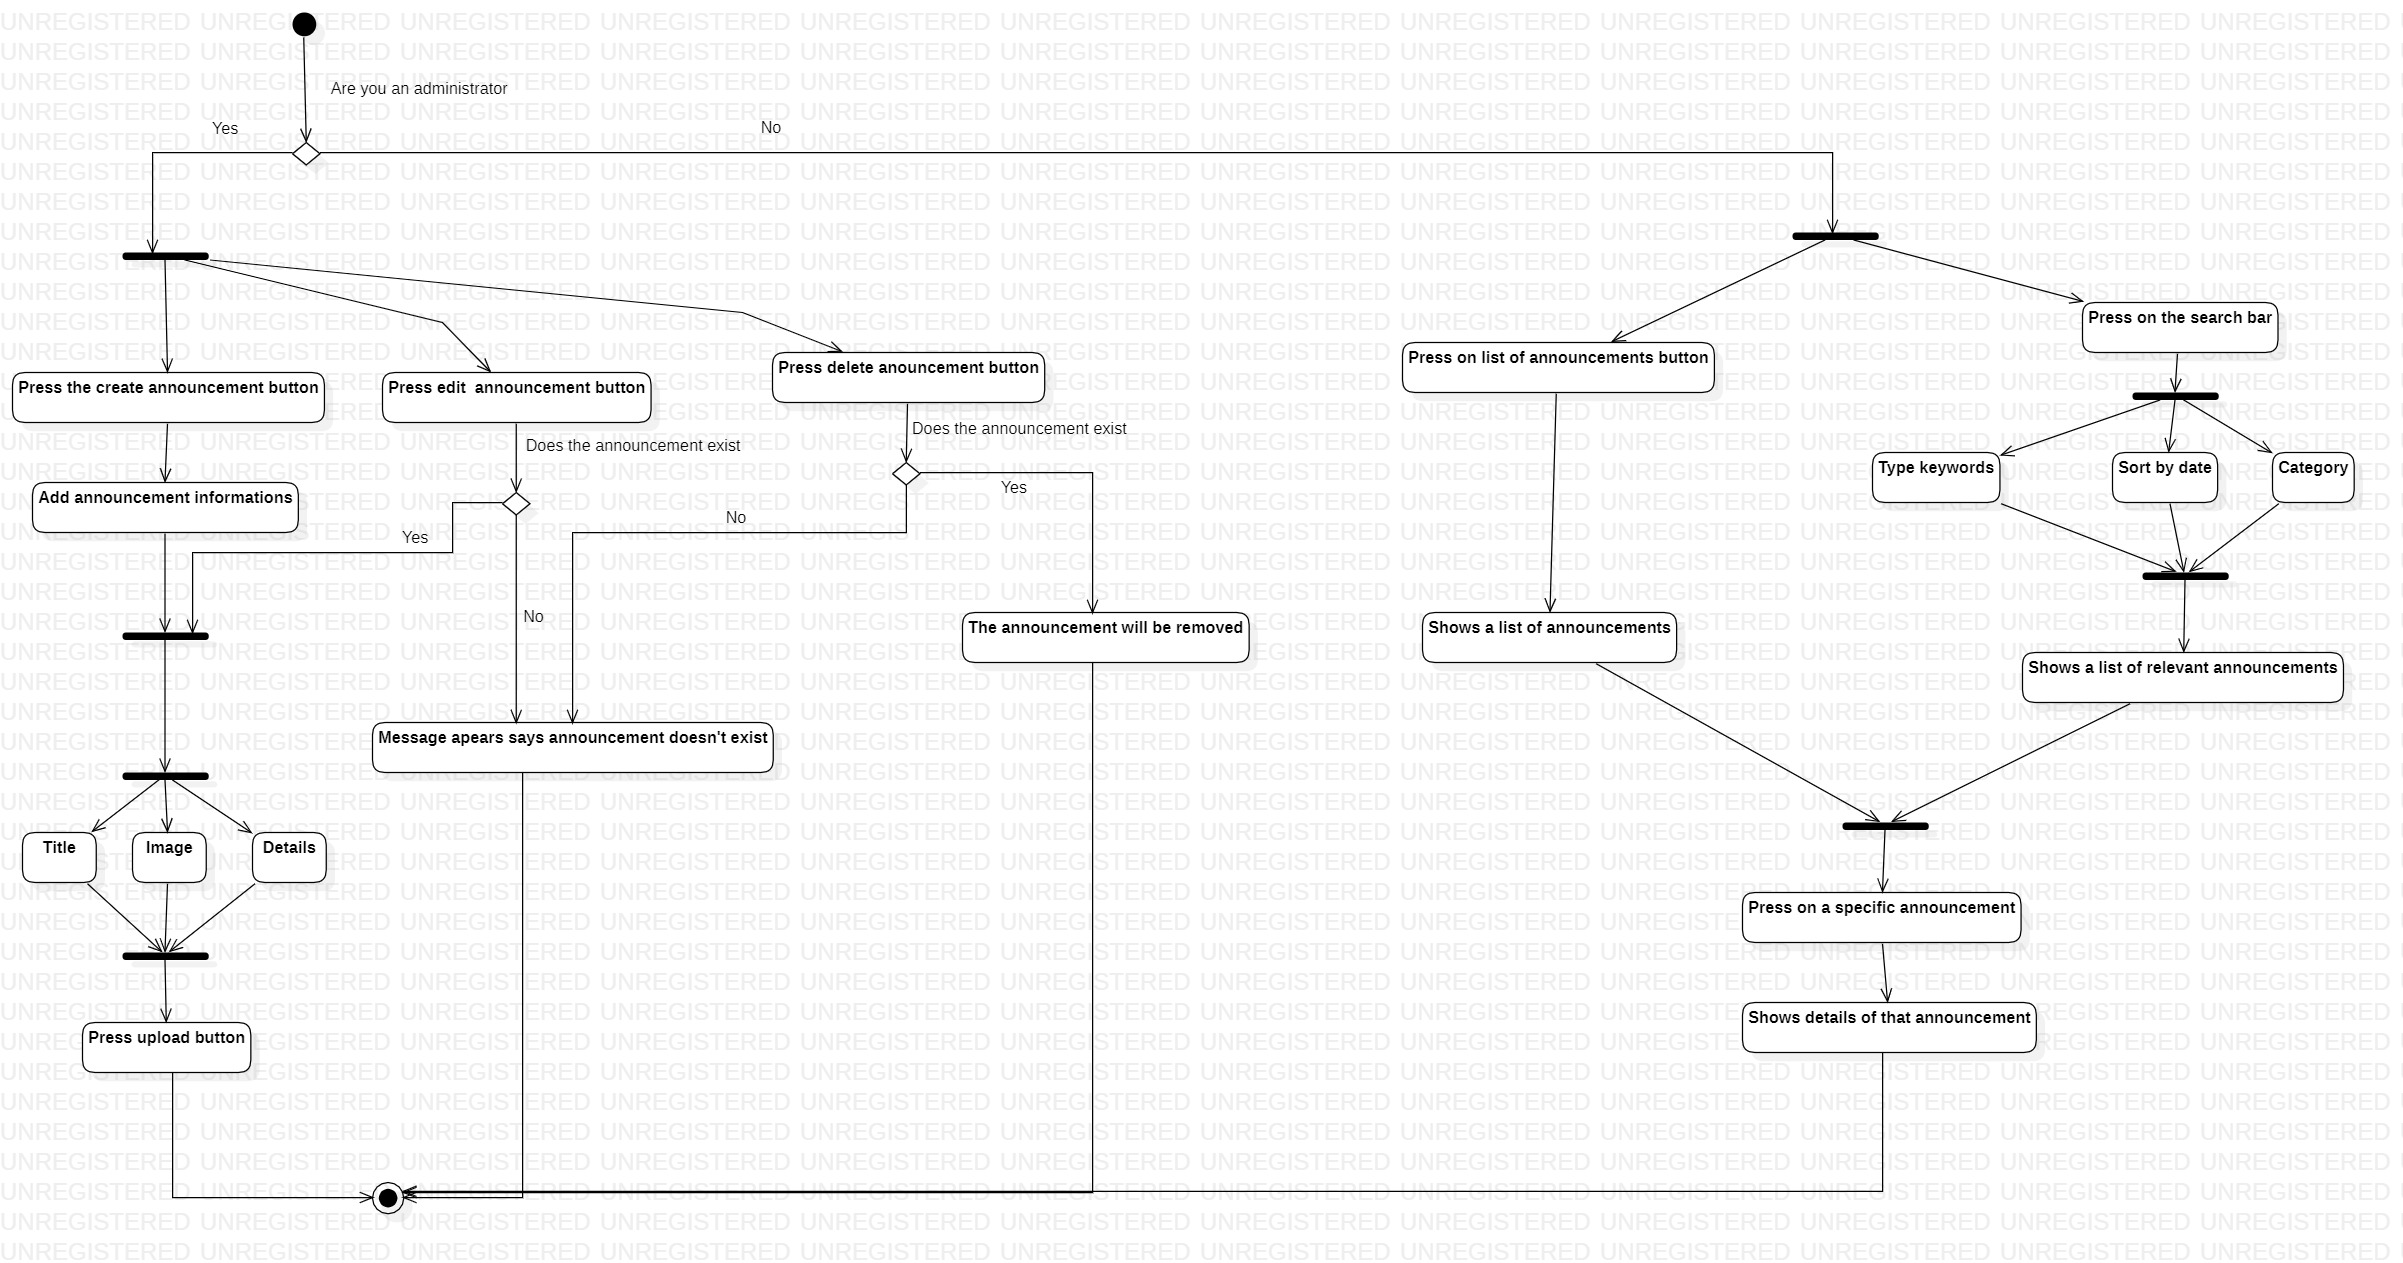 Are you an administrator
Yes
No
Press the create announcement button
Press edit  announcement button
Press delete anouncement button
Press on list of announcements button
Press on the search bar
Does the announcement exist
Does the announcement exist
Type keywords
Sort by date
Category
Add announcement informations
Yes
No
Yes
No
The announcement will be removed
Shows a list of announcements
Shows a list of relevant announcements
Message apears says announcement doesn't exist
Title
Image
Details
Press on a specific announcement
Press upload button
Shows details of that announcement
UNREGISTERED